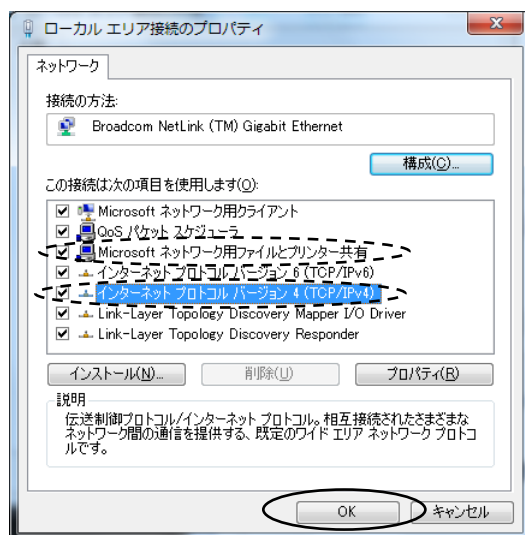 ローカル エリア接続のプロパティ
ネットワーク
接続の方法:
Broadcom NetLink (TM) Gigabit Ethernet
構成(C)...
この接続は次の項目を使用します(O):
Microsoft ネットワーク用クライアント
QoS パケット スケジューラ
Microsoft ネットワーク用ファイルとプリンター共有
インターネット プロトコル バージョン 6 (TCP/IPv6)
インターネット プロトコル バージョン 4 (TCP/IPv4)
Link-Layer Topology Discovery Mapper I/O Driver
Link-Layer Topology Discovery Responder
インストール(N)... 削除(U) プロパティ(R)
説明
伝送制御プロトコル/インターネット プロトコル。相互接続されたさまざまな
ネットワーク間の通信を提供する、既定のワイド エリア ネットワーク プロトコ
ルです。
OK キャンセル